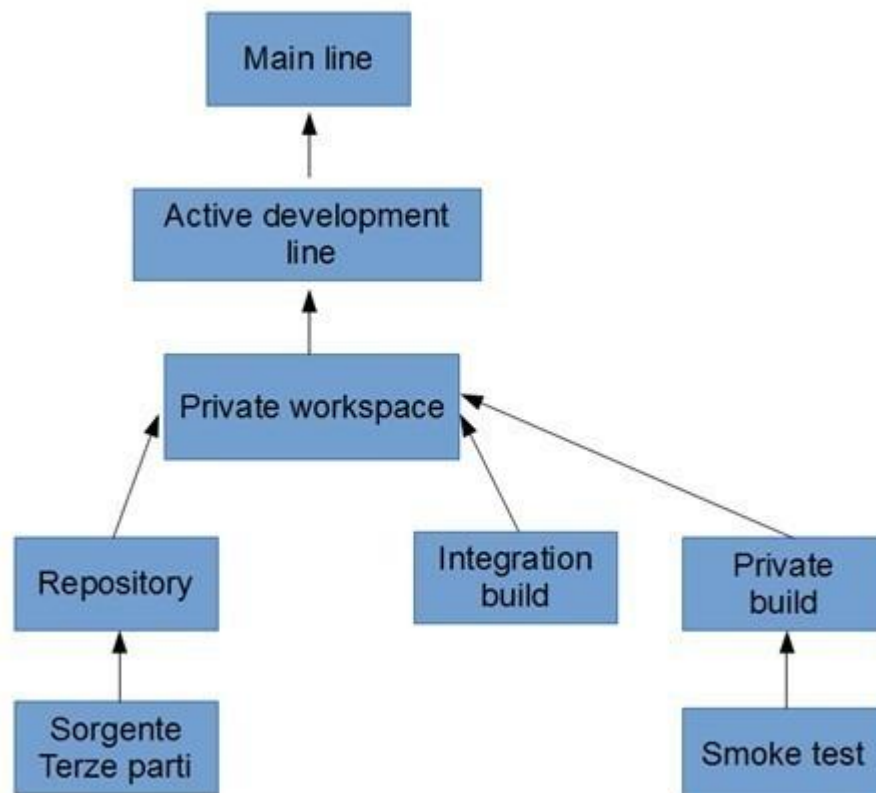 Main line
Active development
line
Private workspace
Repository
Integration
build
Private
build
Sorgente
Terze parti
Smoke test